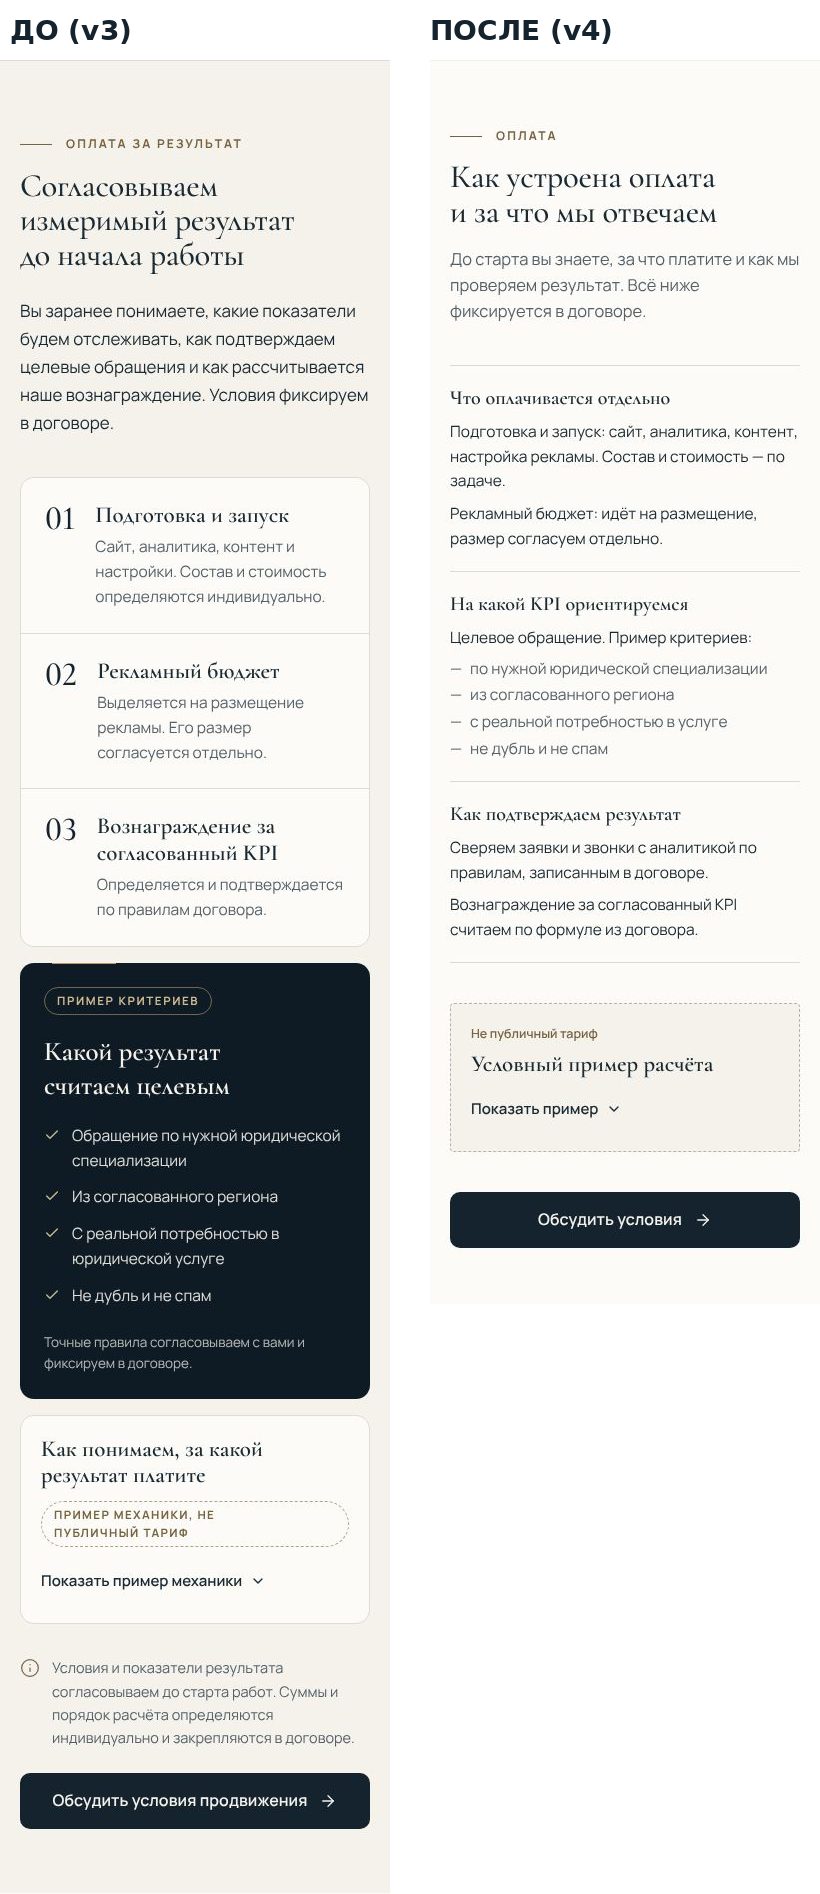 ДО (v3)
ОПЛАТА ЗА РЕЗУЛЬТАТ
Согласовываем
измеримый результат
до начала работы
Вы заранее понимаете, какие показатели
будем отслеживать, как подтверждаем
целевые обращения и как рассчитывается
наше вознаграждение. Условия фиксируем
в договоре.
01 Подготовка и запуск
Сайт, аналитика, контент и
настройки. Состав и стоимость
определяются индивидуально.
02 Рекламный бюджет
Выделяется на размещение
рекламы. Его размер
согласуется отдельно.
03 Вознаграждение за
согласованный KPI
Определяется и подтверждается
по правилам договора.
ПРИМЕР КРИТЕРИЕВ
Какой результат
считаем целевым
Обращение по нужной юридической
специализации
Из согласованного региона
С реальной потребностью в
юридической услуге
Не дубль и не спам
Точные правила согласовываем с вами и
фиксируем в договоре.
Как понимаем, за какой
результат платите
ПРИМЕР МЕХАНИКИ, НЕ
ПУБЛИЧНЫЙ ТАРИФ
Показать пример механики
Условия и показатели результата
согласовываем до старта работ. Суммы и
порядок расчёта определяются
индивидуально и закрепляются в договоре.
Обсудить условия продвижения →
ПОСЛЕ (v4)
ОПЛАТА
Как устроена оплата
и за что мы отвечаем
До старта вы знаете, за что платите и как мы
проверяем результат. Всё ниже
фиксируется в договоре.
Что оплачивается отдельно
Подготовка и запуск: сайт, аналитика, контент,
настройка рекламы. Состав и стоимость — по
задаче.
Рекламный бюджет: идёт на размещение,
размер согласуем отдельно.
На какой KPI ориентируемся
Целевое обращение. Пример критериев:
— по нужной юридической специализации
— из согласованного региона
— с реальной потребностью в услуге
— не дубль и не спам
Как подтверждаем результат
Сверяем заявки и звонки с аналитикой по
правилам, записанным в договоре.
Вознаграждение за согласованный KPI
считаем по формуле из договора.
Не публичный тариф
Условный пример расчёта
Показать пример
Обсудить условия →